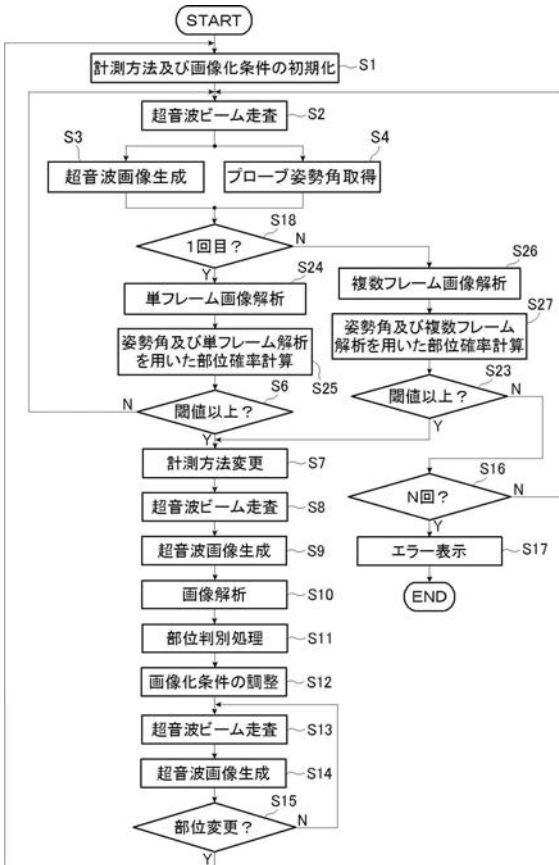 START
計測方法及び画像化条件の初期化
S1
超音波ビーム走査
S2
S3
超音波画像生成
S4
プローブ姿勢角取得
S18
1回目?
N
Y
S24
単フレーム画像解析
S26
複数フレーム画像解析
姿勢角及び単フレーム解析
を用いた部位確率計算
S25
S27
姿勢角及び複数フレーム
解析を用いた部位確率計算
S6
閾値以上?
N
Y
S23
閾値以上?
N
Y
計測方法変更
S7
超音波ビーム走査
S8
超音波画像生成
S9
画像解析
S10
部位判別処理
S11
画像化条件の調整
S12
超音波ビーム走査
S13
超音波画像生成
S14
S15
部位変更?
N
Y
S16
N回?
N
Y
エラー表示
S17
END